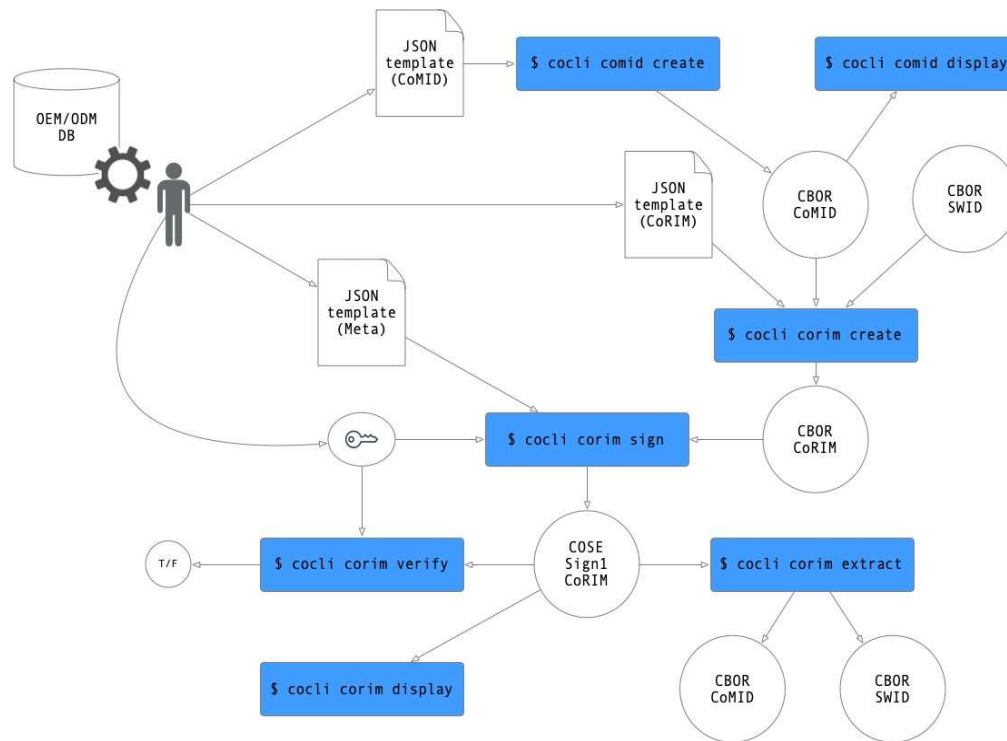 JSON
template
(CoMID)
$ cocli comid create
$ cocli comid display
OEM/ODM
DB
JSON
template
(CoRIM)
CBOR
CoMID
CBOR
SWID
JSON
template
(Meta)
$ cocli corim create
$ cocli corim sign
CBOR
CoRIM
T/F
$ cocli corim verify
COSE
Sign1
CoRIM
$ cocli corim extract
$ cocli corim display
CBOR
CoMID
CBOR
SWID